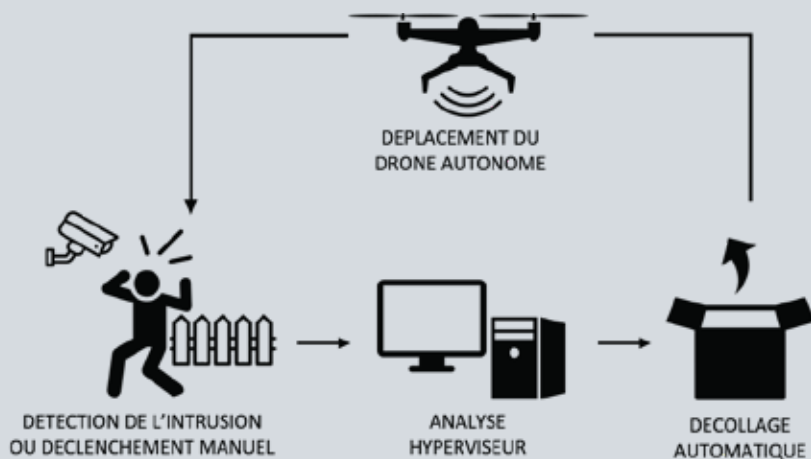 DEPLACEMENT DU
DRONE AUTONOME
DETECTION DE L'INTRUSION
OU DECLENCHEMENT MANUEL
ANALYSE
HYPERVISEUR
DECOLLAGE
AUTOMATIQUE